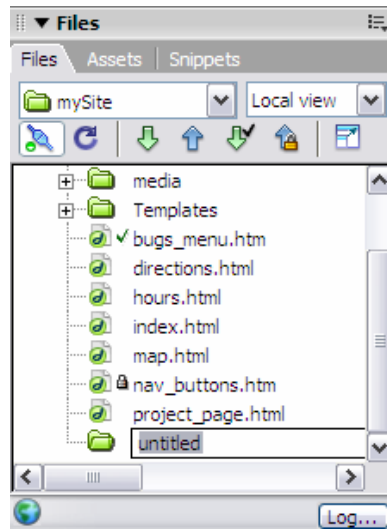 Files
Files Assets Snippets
mySite Local view
media
Templates
bugs_menu.htm
directions.html
hours.html
index.html
map.html
nav_buttons.htm
project_page.html
untitled
Log...